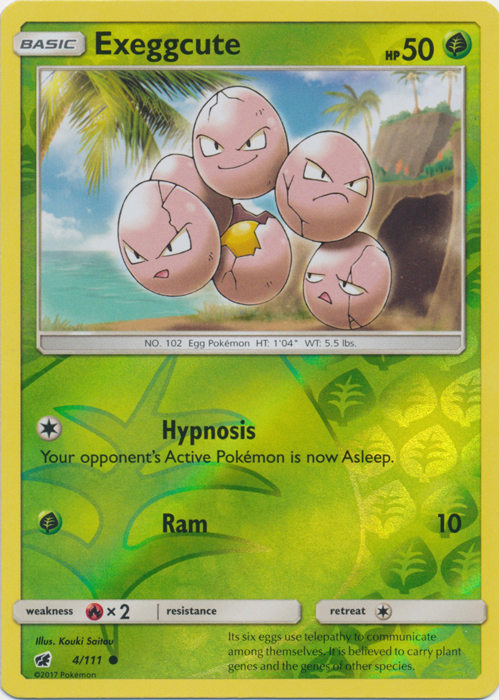 BASIC Exeggcute HP 50
NO. 102 Egg Pokémon HT: 1'04" WT: 5.5 lbs.
Hypnosis
Your opponent's Active Pokémon is now Asleep.
Ram 10
weakness × 2 resistance retreat
Illus. Kouki Saitou
4/111
©2017 Pokémon
Its six eggs use telepathy to communicate
among themselves. It is believed to carry plant
genes and the genes of other species.